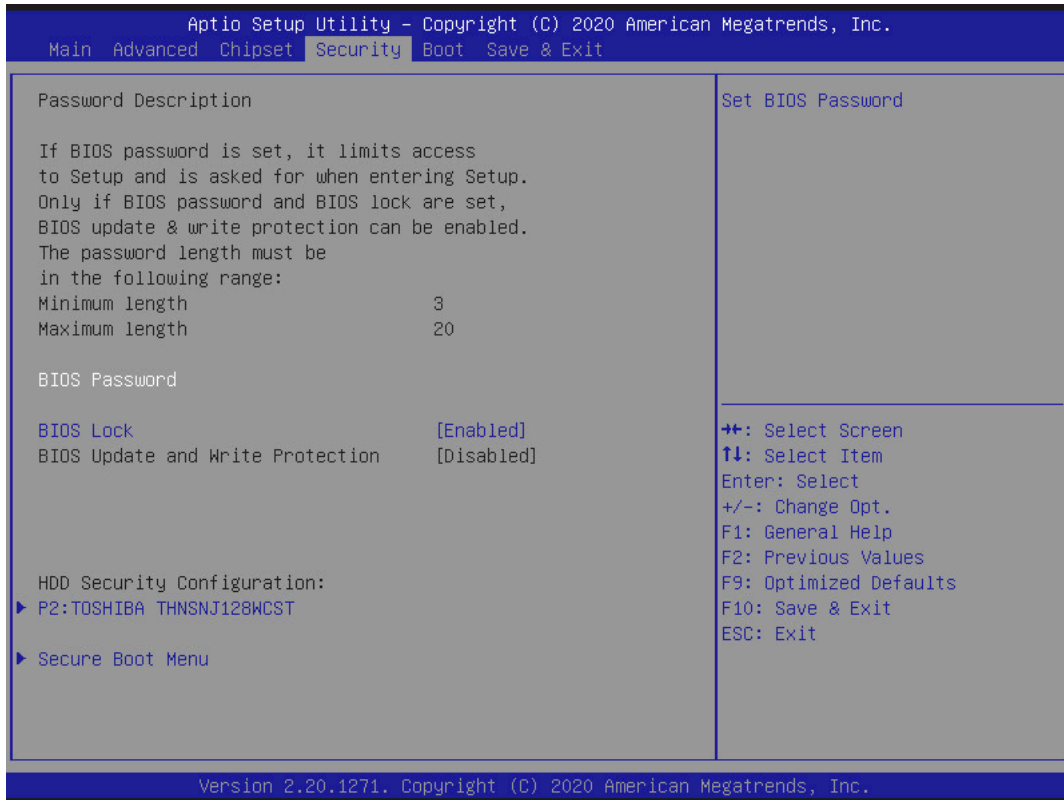 Aptio Setup Utility – Copyright (C) 2020 American Megatrends, Inc.
Main Advanced Chipset Security Boot Save & Exit
Password Description
If BIOS password is set, it limits access
to Setup and is asked for when entering Setup.
Only if BIOS password and BIOS lock are set,
BIOS update & write protection can be enabled.
The password length must be
in the following range:
Minimum length 3
Maximum length 20
BIOS Password
BIOS Lock [Enabled]
BIOS Update and Write Protection [Disabled]
HDD Security Configuration:
▶ P2:TOSHIBA THNSNJ128WCST
▶ Secure Boot Menu
Set BIOS Password
→←: Select Screen
↑↓: Select Item
Enter: Select
+/-: Change Opt.
F1: General Help
F2: Previous Values
F9: Optimized Defaults
F10: Save & Exit
ESC: Exit
Version 2.20.1271. Copyright (C) 2020 American Megatrends, Inc.